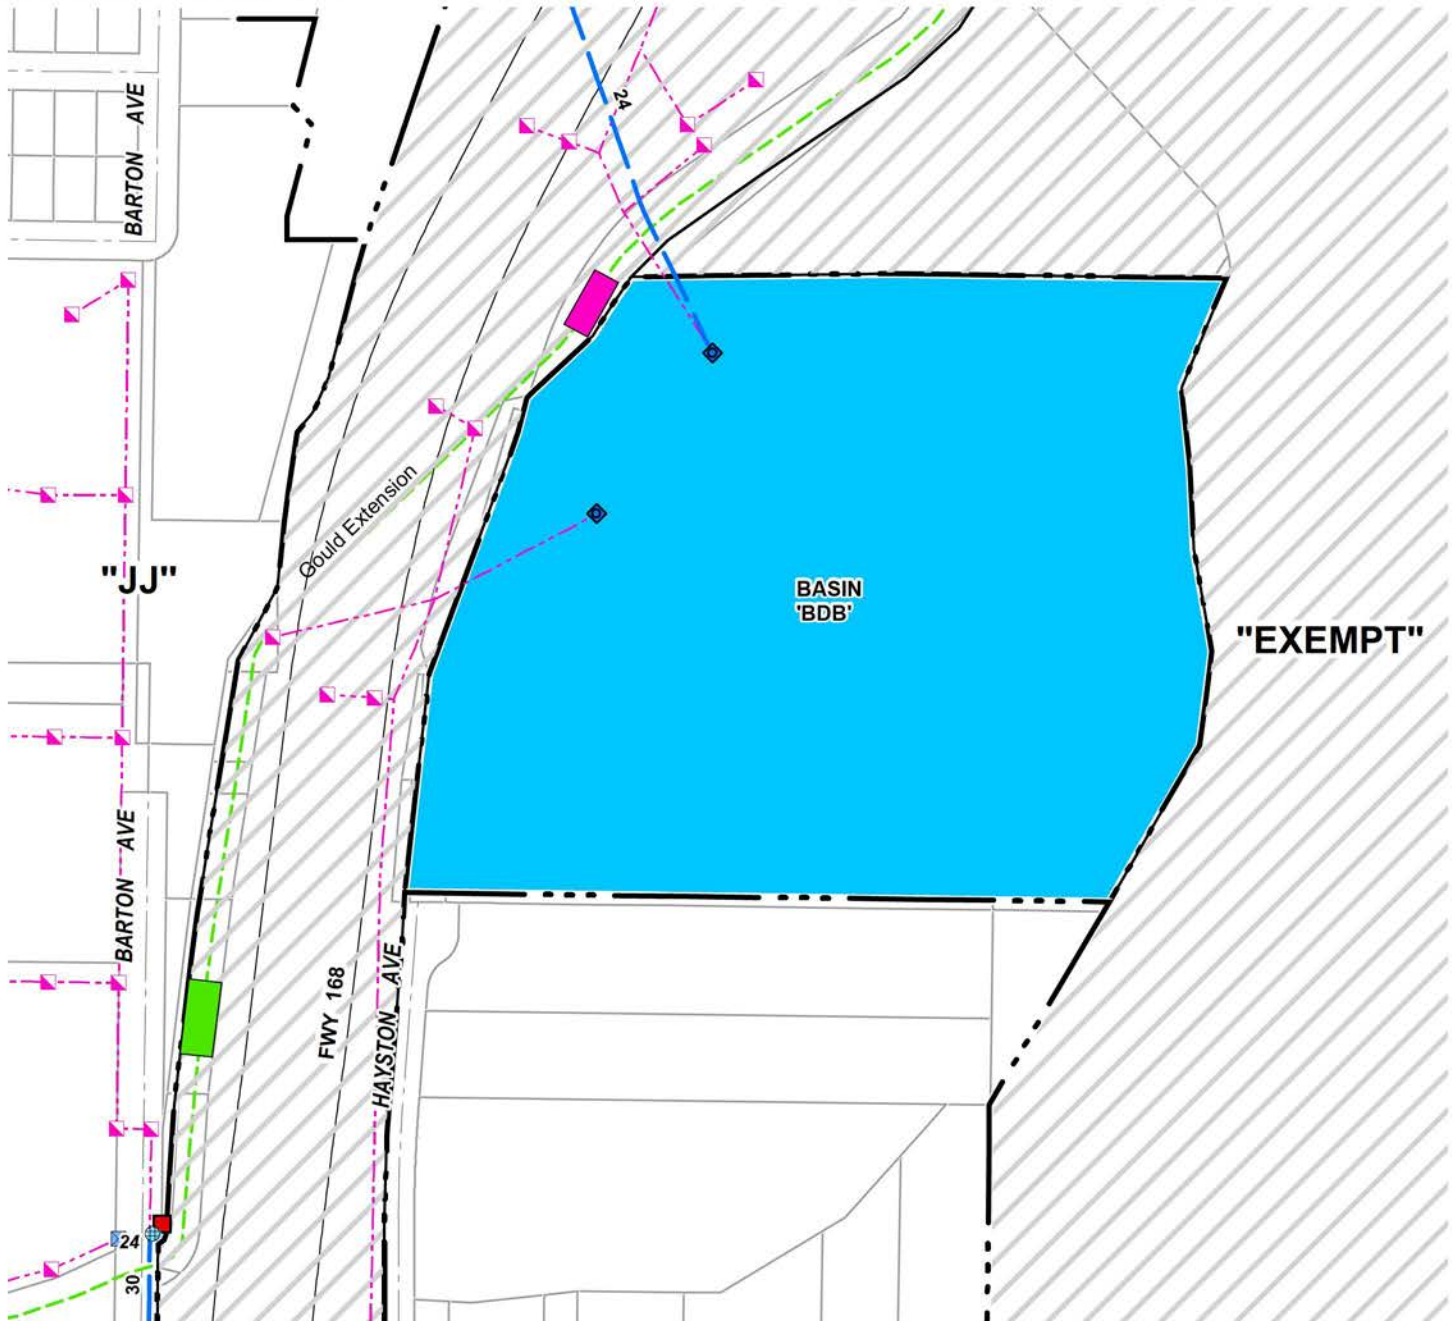 BARTON AVE
24
Gould Extension
"JJ"
BASIN
'BDB'
"EXEMPT"
BARTON AVE
FWY 168
HAYSTON AVE
24
30